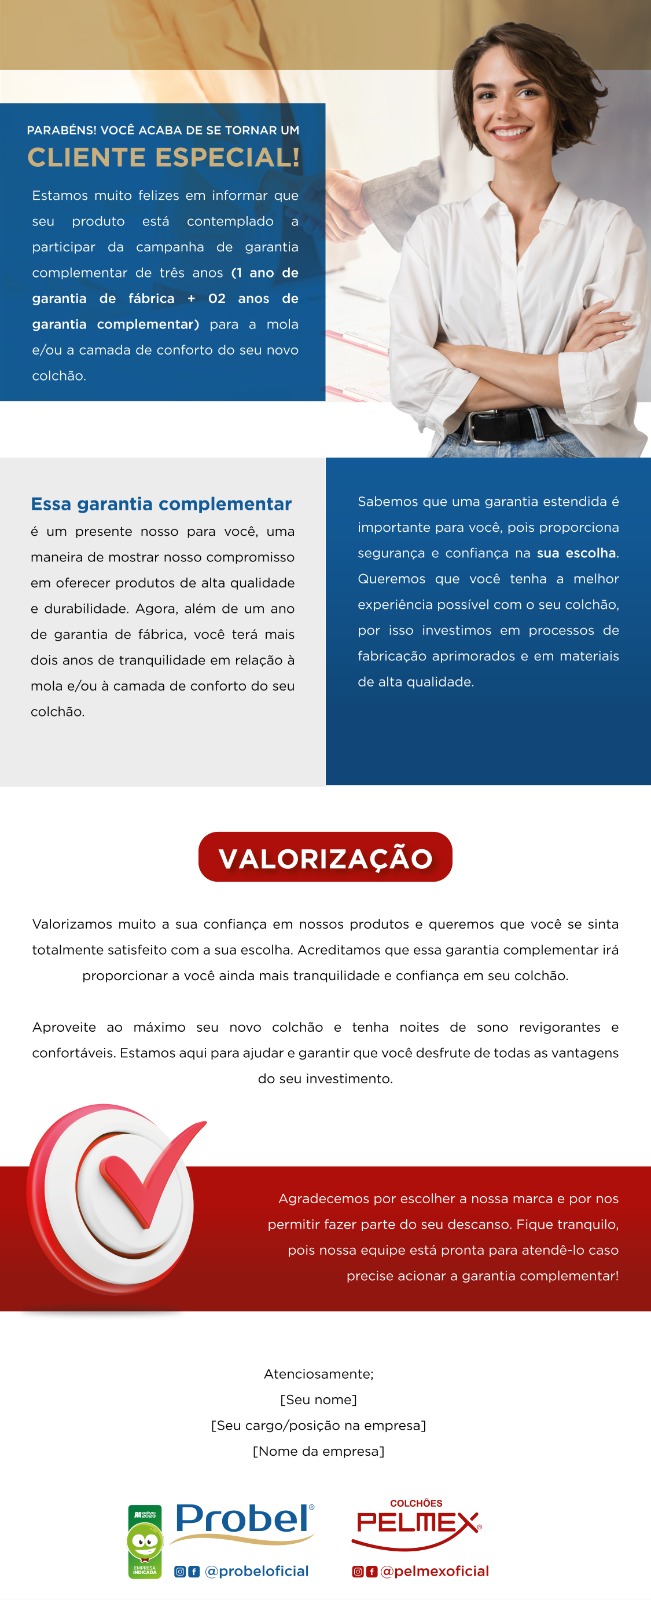 PARABÉNS! VOCÊ ACABA DE SE TORNAR UM
CLIENTE ESPECIAL!
Estamos muito felizes em informar que
seu produto está contemplado a
participar da campanha de garantia
complementar de três anos (1 ano de
garantia de fábrica + 02 anos de
garantia complementar) para a mola
e/ou a camada de conforto do seu novo
colchão.
Essa garantia complementar
é um presente nosso para você, uma
maneira de mostrar nosso compromisso
em oferecer produtos de alta qualidade
e durabilidade. Agora, além de um ano
de garantia de fábrica, você terá mais
dois anos de tranquilidade em relação à
mola e/ou à camada de conforto do seu
colchão.
Sabemos que uma garantia estendida é
importante para você, pois proporciona
segurança e confiança na sua escolha.
Queremos que você tenha a melhor
experiência possível com o seu colchão,
por isso investimos em processos de
fabricação aprimorados e em materiais
de alta qualidade.
VALORIZAÇÃO
Valorizamos muito a sua confiança em nossos produtos e queremos que você se sinta
totalmente satisfeito com a sua escolha. Acreditamos que essa garantia complementar irá
proporcionar a você ainda mais tranquilidade e confiança em seu colchão.
Aproveite ao máximo seu novo colchão e tenha noites de sono revigorantes e
confortáveis. Estamos aqui para ajudar e garantir que você desfrute de todas as vantagens
do seu investimento.
Agradecemos por escolher a nossa marca e por nos
permitir fazer parte do seu descanso. Fique tranquilo,
pois nossa equipe está pronta para atendê-lo caso
precise acionar a garantia complementar!
Atenciosamente;
[Seu nome]
[Seu cargo/posição na empresa]
[Nome da empresa]
EMPRESA
INDICADA
Probel®
@probeloficial
COLCHÕES
PELMEX®
@pelmexoficial